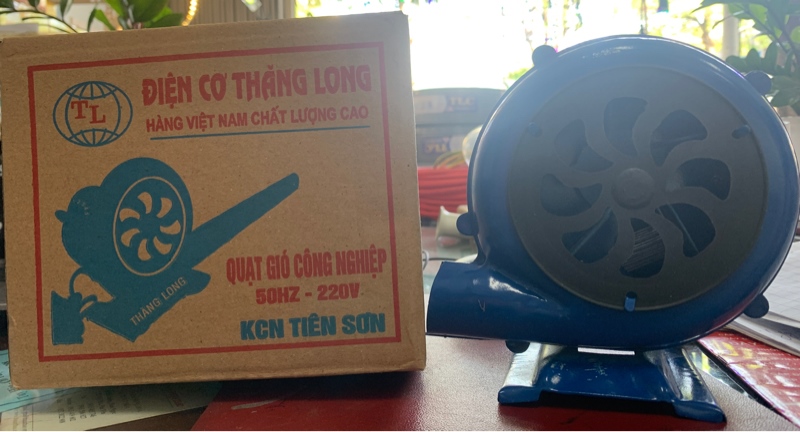 TL
ĐIỆN CƠ THĂNG LONG
HÀNG VIỆT NAM CHẤT LƯỢNG CAO
THANG LONG
QUẠT GIÓ CÔNG NGHIỆP
50HZ - 220V
KCN TIÊN SƠN